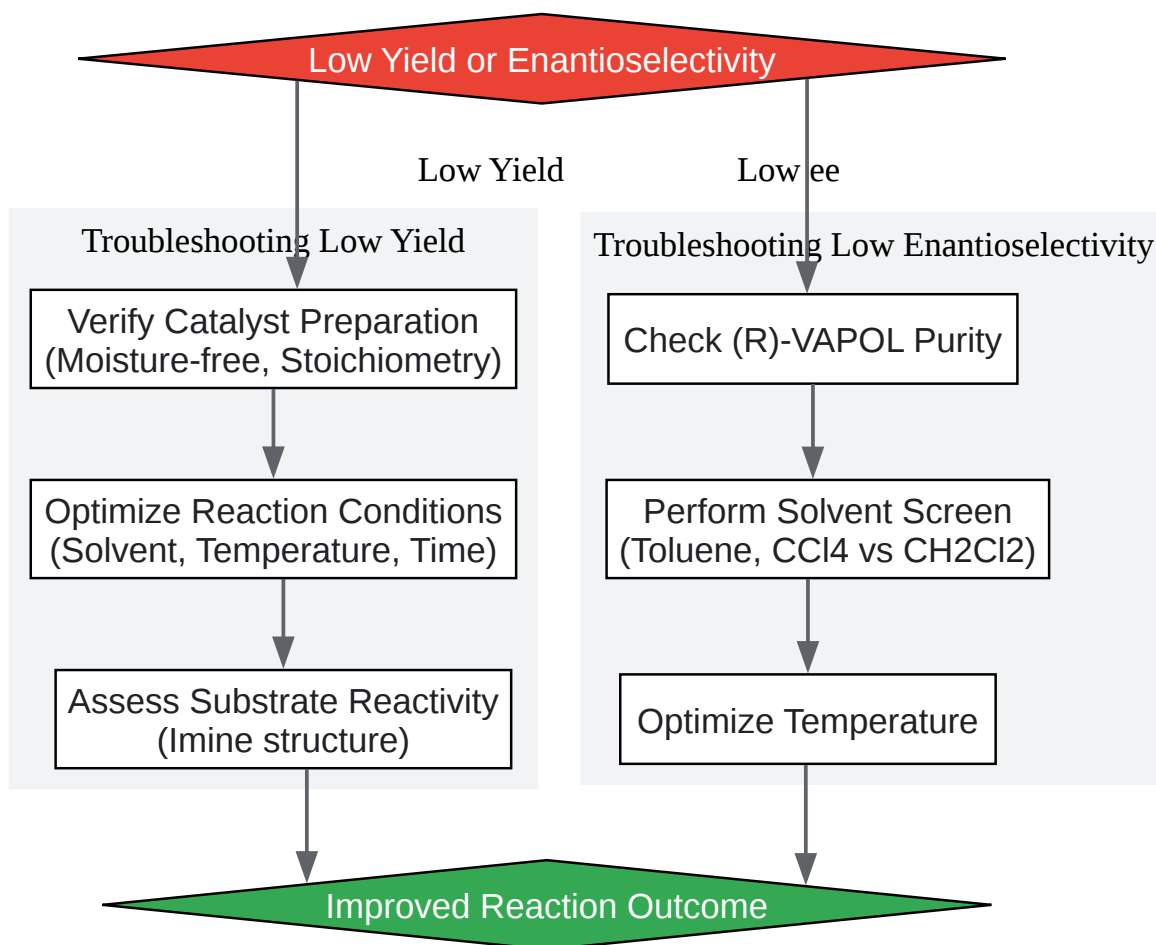 Low Yield or Enantioselectivity
Low Yield
Low ee
Troubleshooting Low Yield
Verify Catalyst Preparation
(Moisture-free, Stoichiometry)
Optimize Reaction Conditions
(Solvent, Temperature, Time)
Assess Substrate Reactivity
(Imine structure)
Troubleshooting Low Enantioselectivity
Check (R)-VAPOL Purity
Perform Solvent Screen
(Toluene, CCl4 vs CH2Cl2)
Optimize Temperature
Improved Reaction Outcome